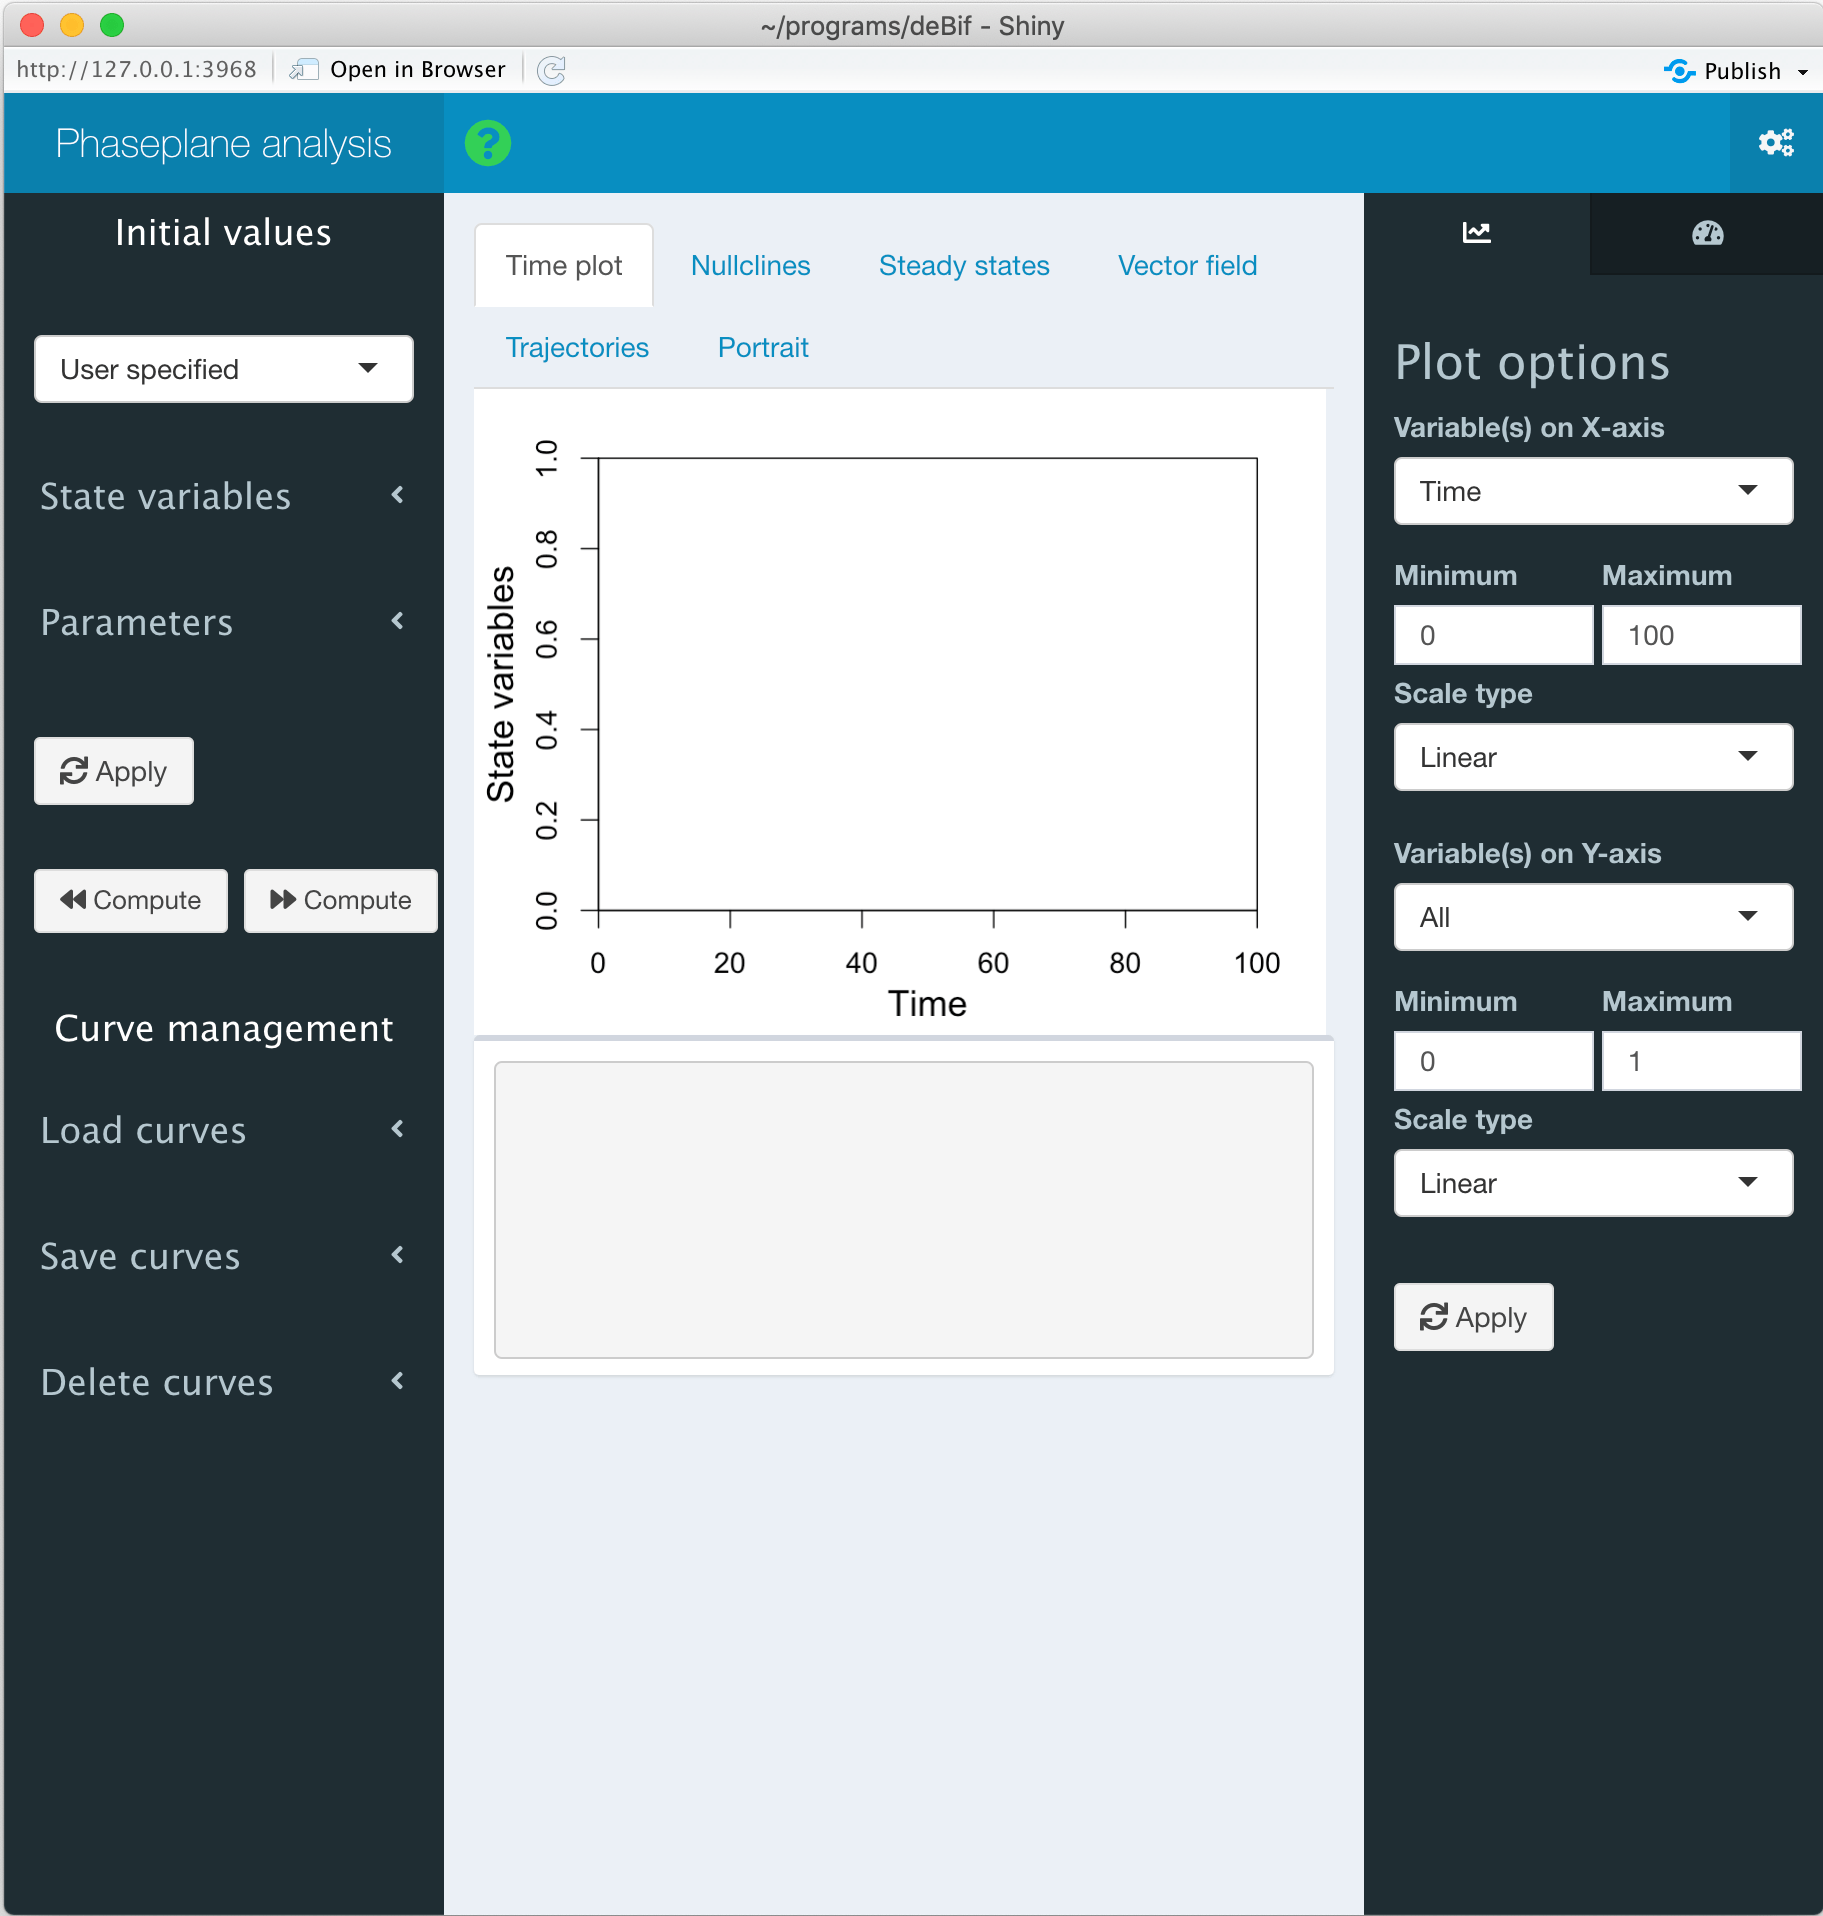 ~/programs/deBif - Shiny
http://127.0.0.1:3968 Open in Browser Publish
Phaseplane analysis ?
Initial values
User specified
State variables
Parameters
Apply
Compute Compute
Curve management
Load curves
Save curves
Delete curves
Time plot Nullclines Steady states Vector field
Trajectories Portrait
State variables
1.0
0.8
0.6
0.4
0.2
0.0
0 20 40 60 80 100
Time
Plot options
Variable(s) on X-axis
Time
Minimum Maximum
0 100
Scale type
Linear
Variable(s) on Y-axis
All
Minimum Maximum
0 1
Scale type
Linear
Apply